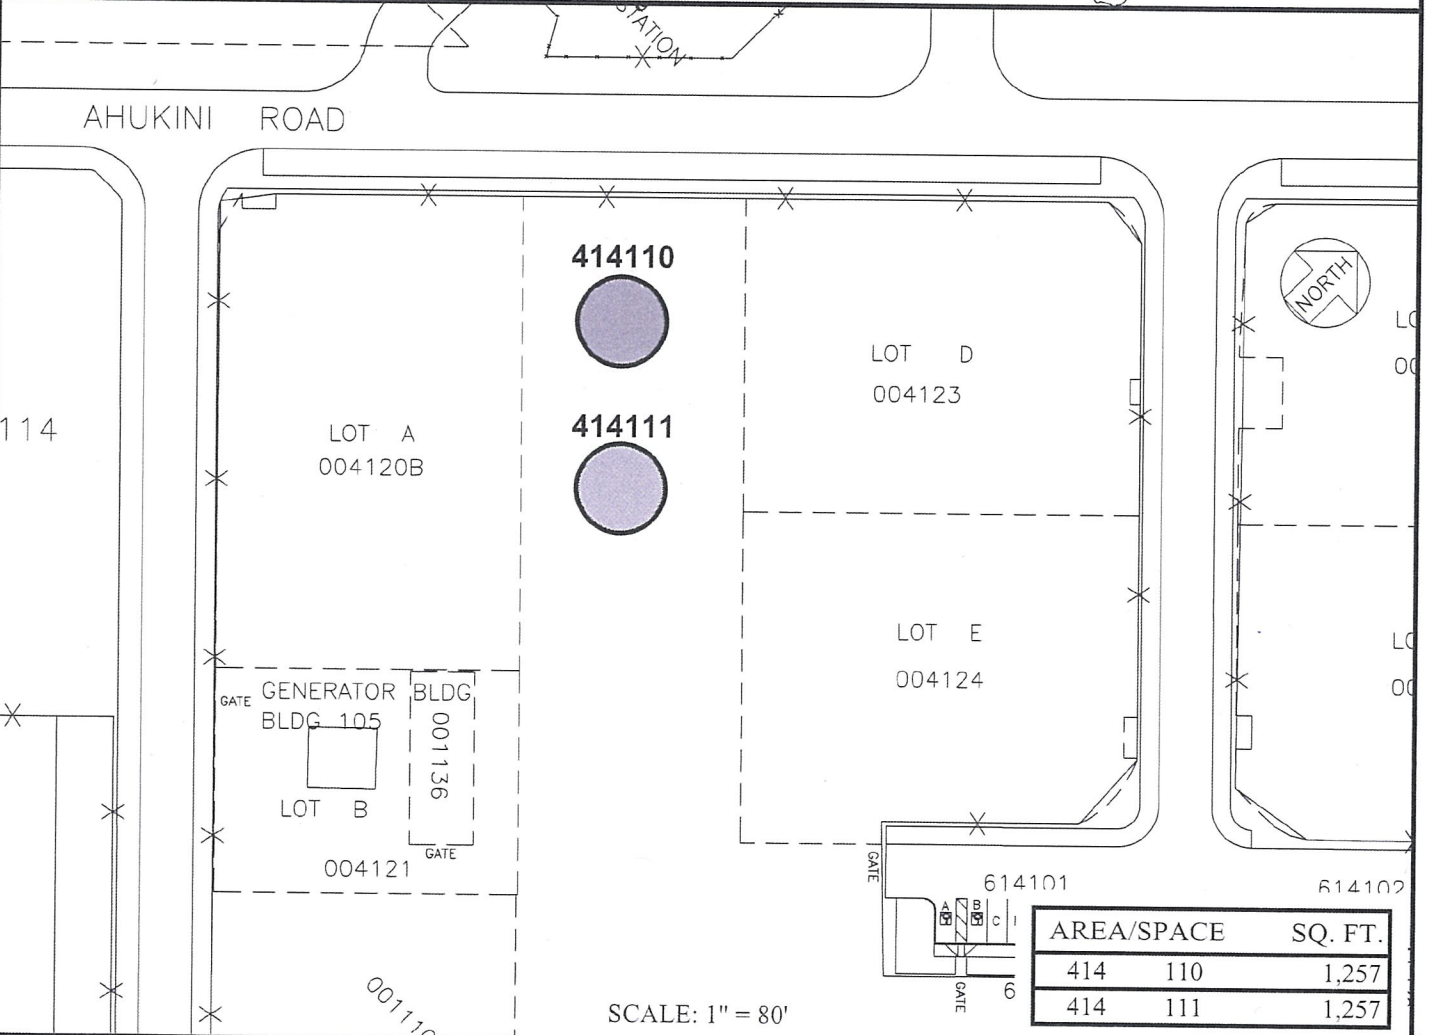 STATION
AHUKINI ROAD
414110
NORTH
LOT D
004123
414111
114
LOT A
004120B
LOT E
004124
GATE
GENERATOR
BLDG 105
BLDG
001136
LOT B
GATE
004121
GATE
614101
614102
A
B
C
GATE
001110
SCALE: 1" = 80'
AREA/SPACE SQ. FT.
414 110 1,257
414 111 1,257